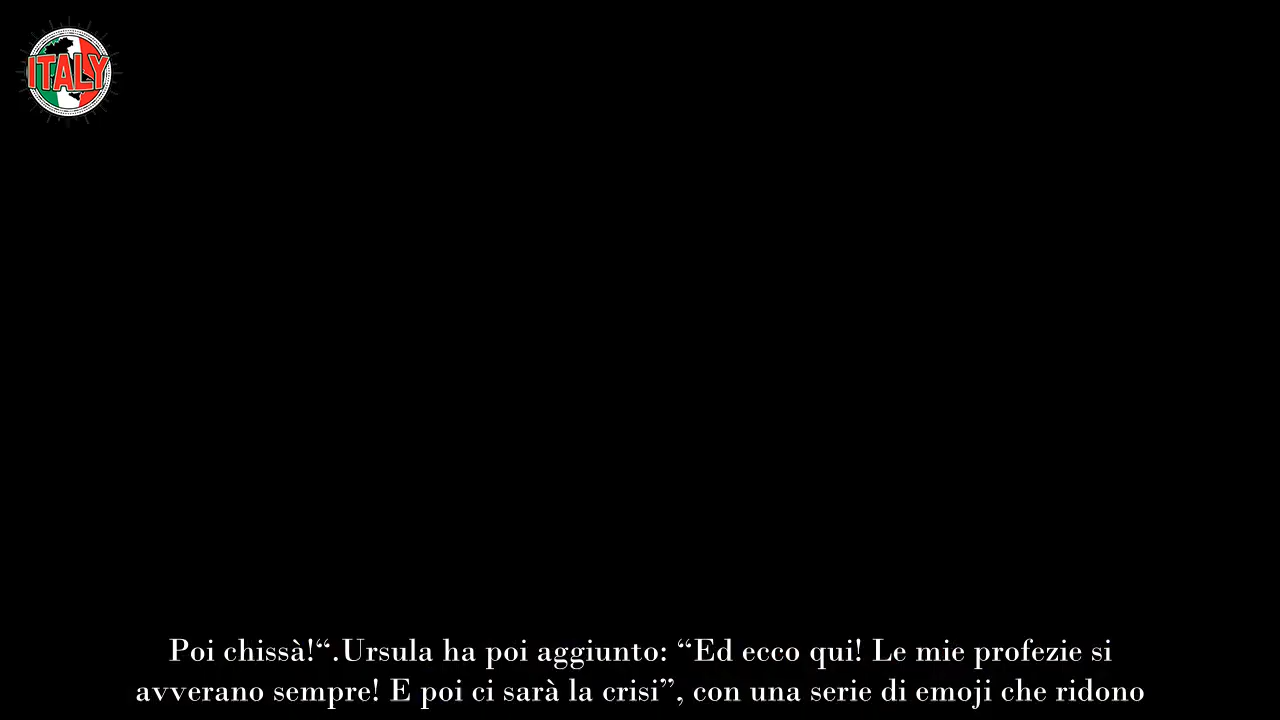 ITALY
Poi chissà!“.Ursula ha poi aggiunto: “Ed ecco qui! Le mie profezie si
avverano sempre! E poi ci sarà la crisi”, con una serie di emoji che ridono